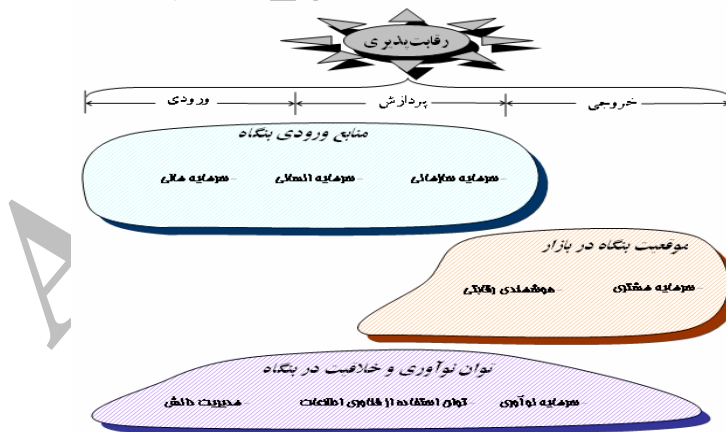 رقابت‌پذیری
خروجی پردازش ورودی
منابع ورودی بنگاه
-سرمایه سازمانی -سرمایه انسانی -سرمایه مالی
موقعیت بنگاه در بازار
-سرمایه مشتری -هوشمندی رقابتی
توان نوآوری و خلاقیت در بنگاه
-سرمایه نوآوری -توان استفاده از فناوری اطلاعات -مدیریت دانش